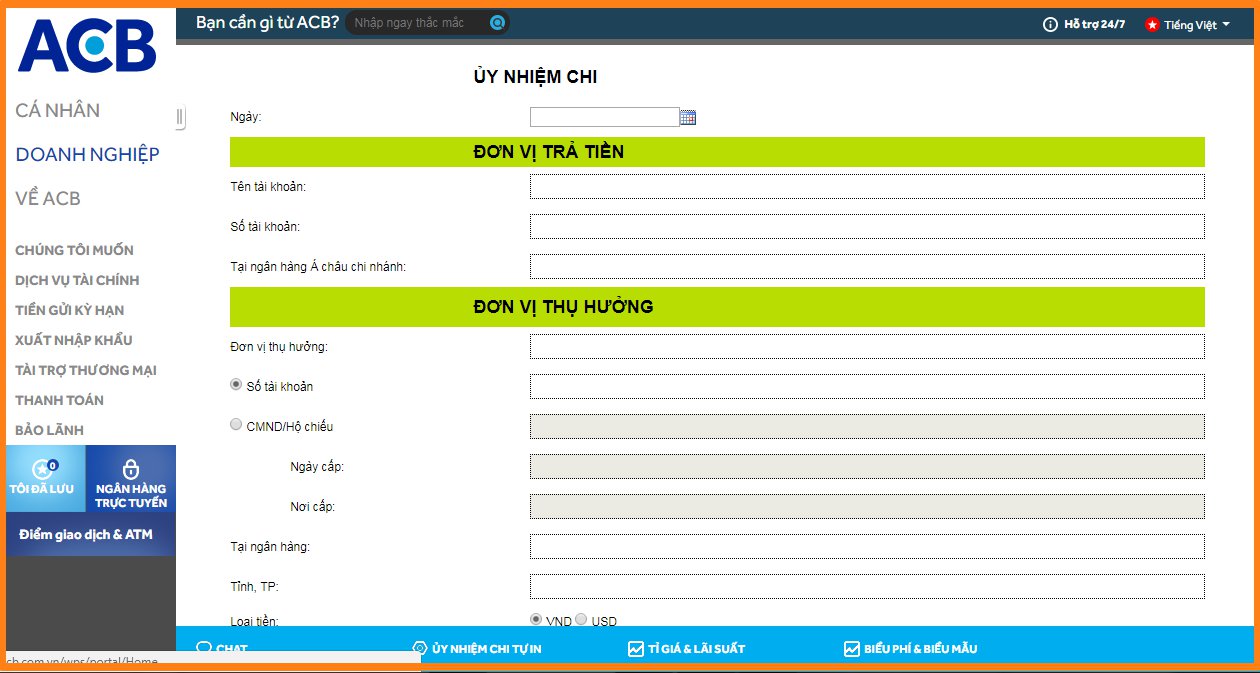 ACB
Bạn cần gì từ ACB?
Nhập ngay thắc mắc
Hỗ trợ 24/7
Tiếng Việt
CÁ NHÂN
DOANH NGHIỆP
VỀ ACB
CHÚNG TÔI MUỐN
DỊCH VỤ TÀI CHÍNH
TIỀN GỬI KỲ HẠN
XUẤT NHẬP KHẨU
TÀI TRỢ THƯƠNG MẠI
THANH TOÁN
BẢO LÃNH
0
TÔI ĐÃ LƯU
NGÂN HÀNG
TRỰC TUYẾN
Điểm giao dịch & ATM
ỦY NHIỆM CHI
Ngày:
ĐƠN VỊ TRẢ TIỀN
Tên tài khoản:
Số tài khoản:
Tại ngân hàng Á châu chi nhánh:
ĐƠN VỊ THỤ HƯỞNG
Đơn vị thụ hưởng:
Số tài khoản
CMND/Hộ chiếu
Ngày cấp:
Nơi cấp:
Tại ngân hàng:
Tỉnh, TP:
Loại tiền: VND USD
CHAT
ỦY NHIỆM CHI TỰ IN
TỈ GIÁ & LÃI SUẤT
BIỂU PHÍ & BIỂU MẪU
cb.com.vn/wps/portal/Home